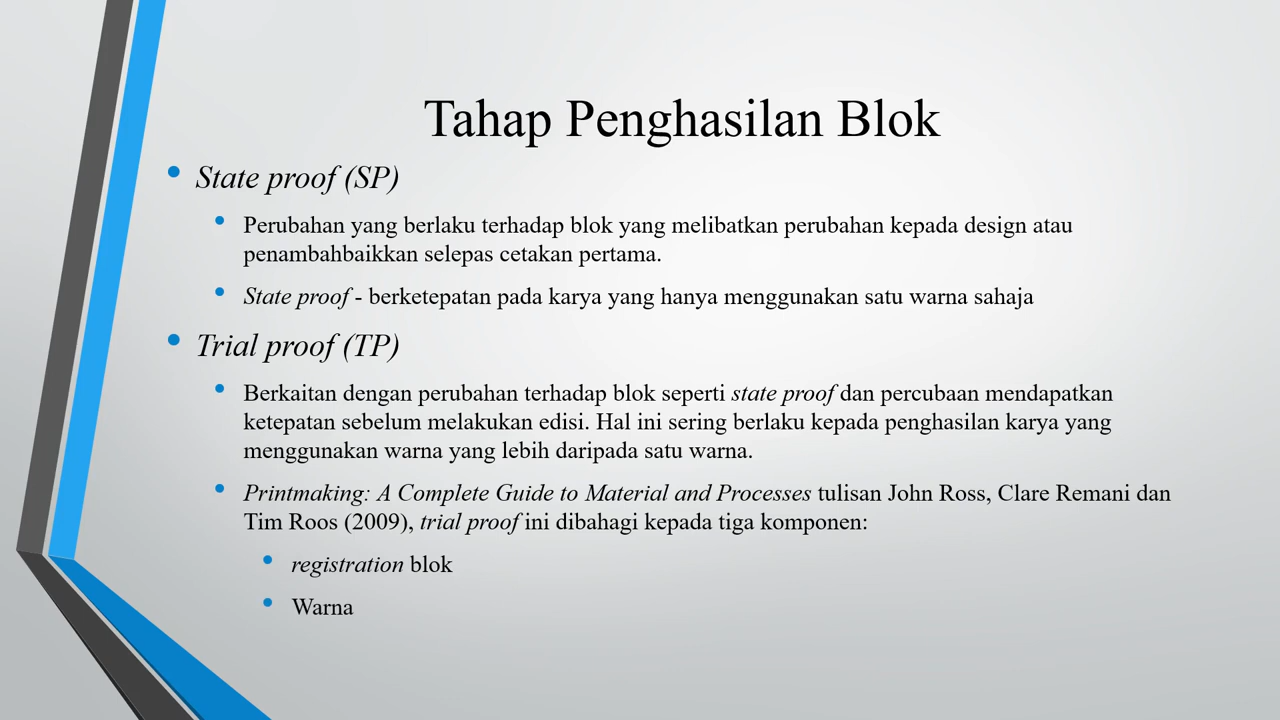 Tahap Penghasilan Blok
State proof (SP)
Perubahan yang berlaku terhadap blok yang melibatkan perubahan kepada design atau
penambahbaikkan selepas cetakan pertama.
State proof - berketepatan pada karya yang hanya menggunakan satu warna sahaja
Trial proof (TP)
Berkaitan dengan perubahan terhadap blok seperti state proof dan percubaan mendapatkan
ketepatan sebelum melakukan edisi. Hal ini sering berlaku kepada penghasilan karya yang
menggunakan warna yang lebih daripada satu warna.
Printmaking: A Complete Guide to Material and Processes tulisan John Ross, Clare Remani dan
Tim Roos (2009), trial proof ini dibahagi kepada tiga komponen:
registration blok
Warna